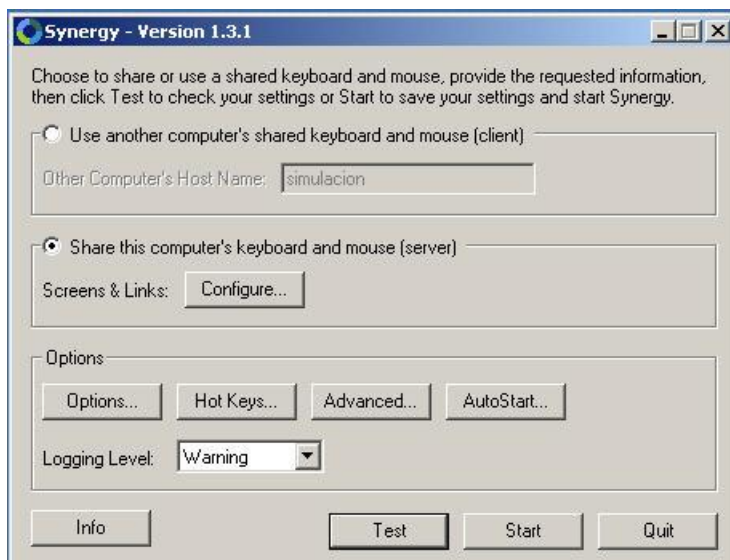 Synergy - Version 1.3.1
Choose to share or use a shared keyboard and mouse, provide the requested information,
then click Test to check your settings or Start to save your settings and start Synergy.
Use another computer's shared keyboard and mouse (client)
Other Computer's Host Name: simulacion
Share this computer's keyboard and mouse (server)
Screens & Links: Configure...
Options
Options... Hot Keys... Advanced... AutoStart...
Logging Level: Warning
Info Test Start Quit